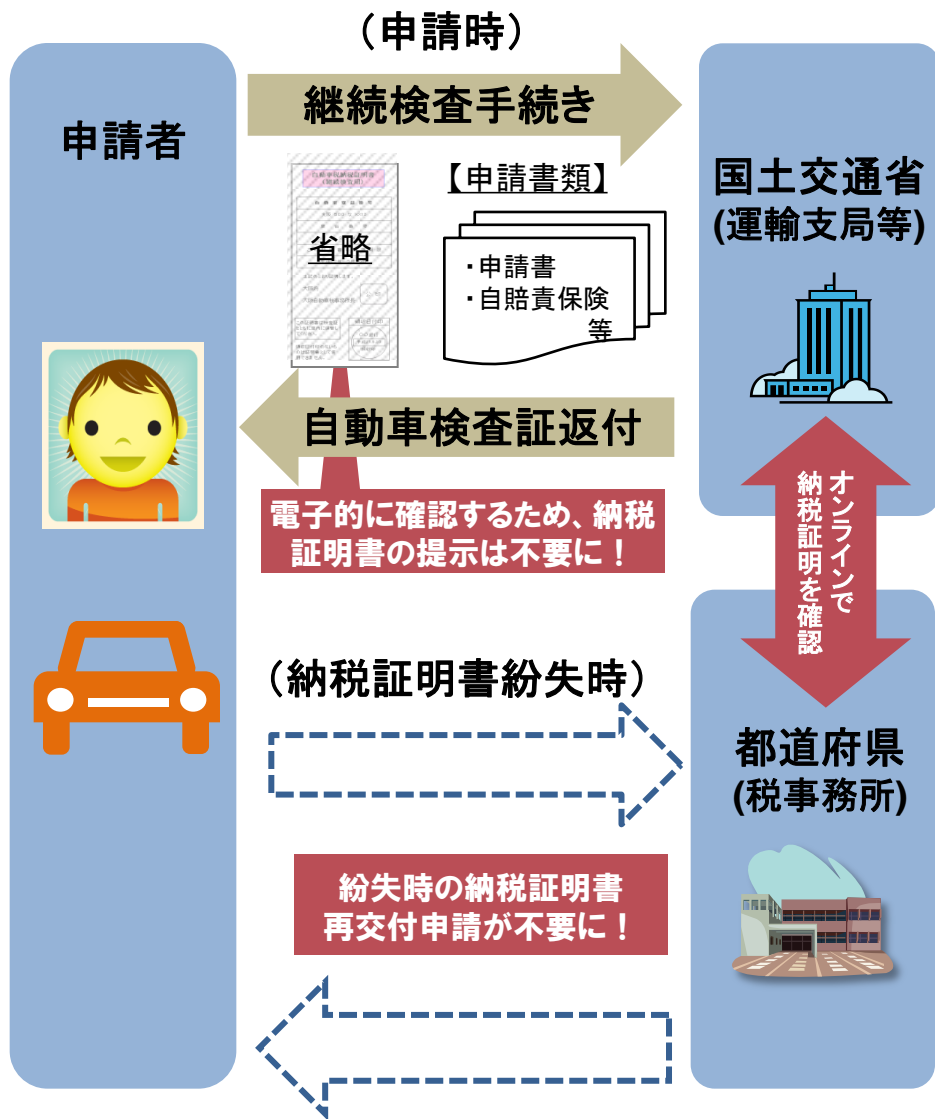 (申請時)
継続検査手続き
申請者
国土交通省
(運輸支局等)
【申請書類】
省略
・申請書
・自賠責保険
等
自動車検査証返付
電子的に確認するため、納税
証明書の提示は不要に！
オンラインで
納税証明を確認
(納税証明書紛失時)
都道府県
(税事務所)
紛失時の納税証明書
再交付申請が不要に！